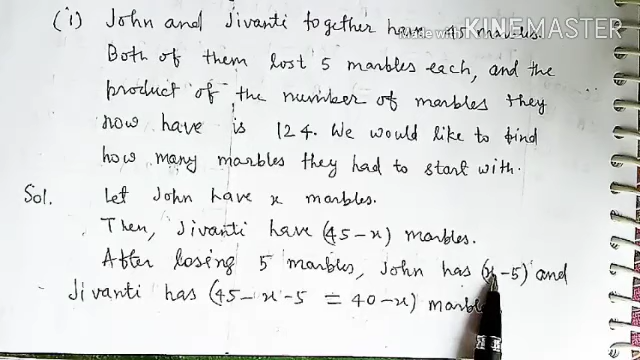 (i) John and Jivanti together have 45
Made with KINEMASTER
Both of them lost 5 marbles each, and the
product of the number of marbles they
now have is 124. We would like to find
how many marbles they had to start with.
Sol. Let John have x marbles.
Then, Jivanti have (45-x) marbles.
After losing 5 marbles, John has (x-5) and
Jivanti has (45-x-5 = 40-x)